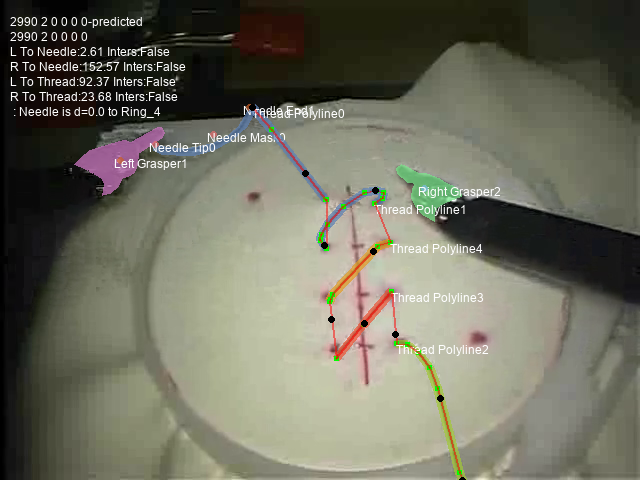 2990 2 0 0 0 0-predicted
2990 2 0 0 0 0
L To Needle:2.61 Inters:False
R To Needle:152:57 Inters:False
L To Thread:92.37 Inters:False
R To Thread:23.68 Inters:False
: Needle is d=0.0 to Ring_4
Needle End1
Thread Polyline0
Needle Mask0
Needle Tip0
Left Grasper1
Right Grasper2
Thread Polyline1
Thread Polyline4
Thread Polyline3
Thread Polyline2